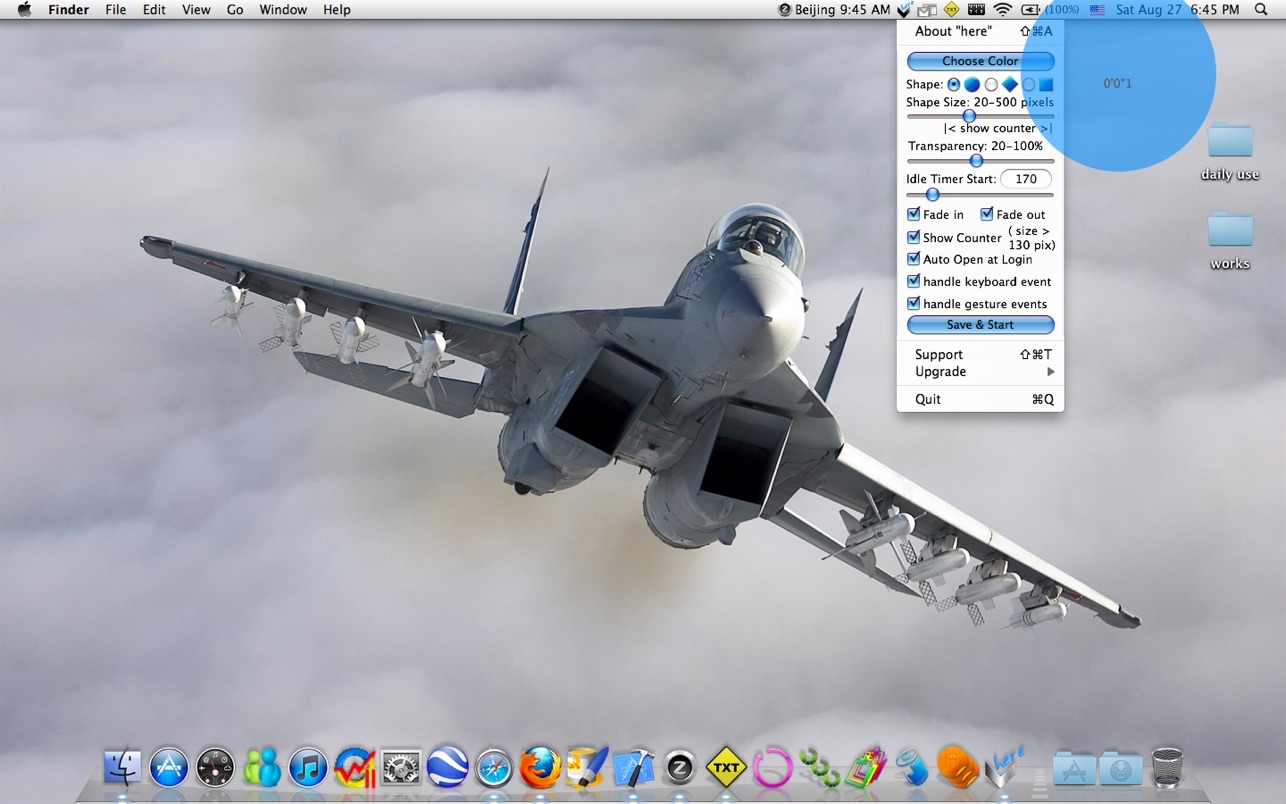 Finder File Edit View Go Window Help Beijing 9:45 AM here TXT (100%) Sat Aug 27 6:45 PM
About "here" ⇧⌘A
Choose Color
Shape:
Shape Size: 20-500 pixels
|< show counter >|
Transparency: 20-100%
Idle Timer Start: 170
Fade in Fade out
Show Counter ( size > 130 pix)
Auto Open at Login
handle keyboard event
handle gesture events
Save & Start
Support ⇧⌘T
Upgrade
Quit ⌘Q
0'0"1
daily use
works
Z TXT here